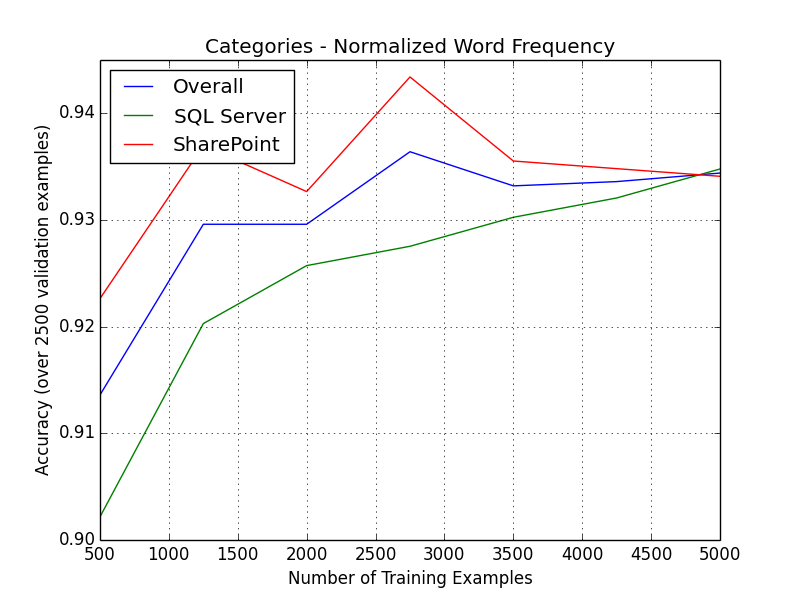 Categories - Normalized Word Frequency
Overall
SQL Server
SharePoint
Accuracy (over 2500 validation examples)
0.94
0.93
0.92
0.91
0.90
500 1000 1500 2000 2500 3000 3500 4000 4500 5000
Number of Training Examples